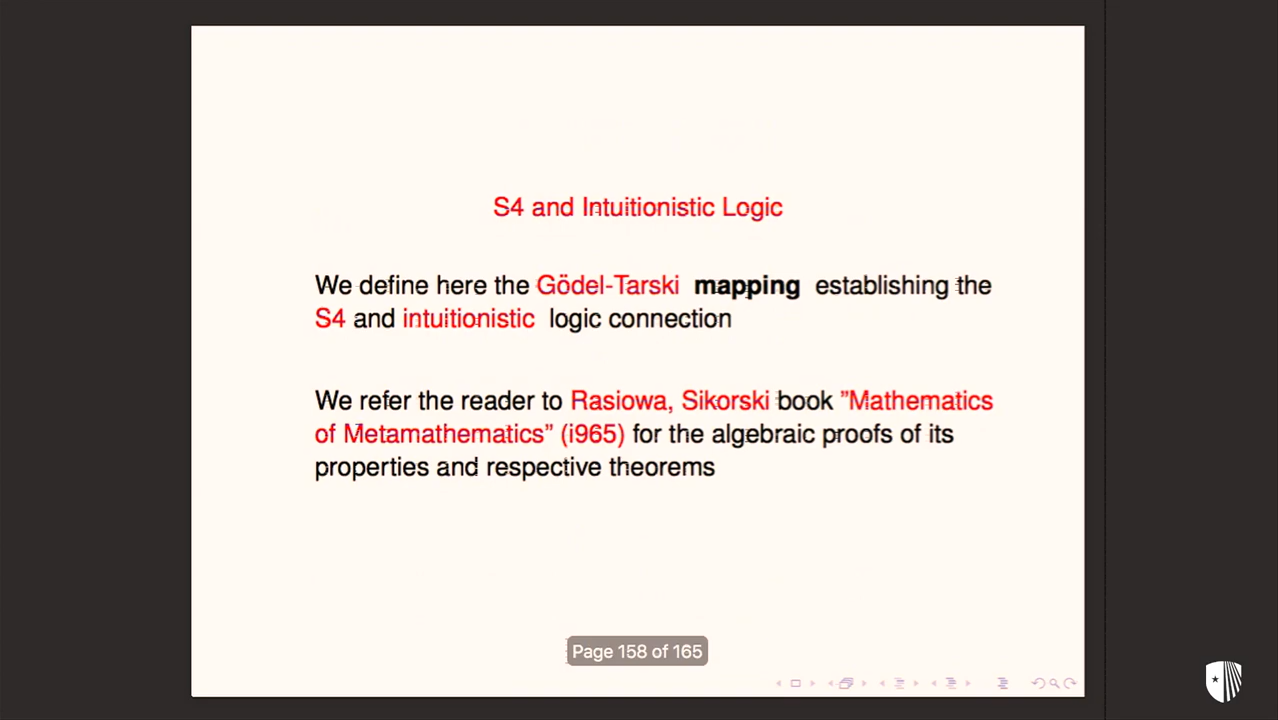 S4 and Intuitionistic Logic
We define here the Gödel-Tarski mapping establishing the
S4 and intuitionistic logic connection
We refer the reader to Rasiowa, Sikorski book ”Mathematics
of Metamathematics” (i965) for the algebraic proofs of its
properties and respective theorems
Page 158 of 165